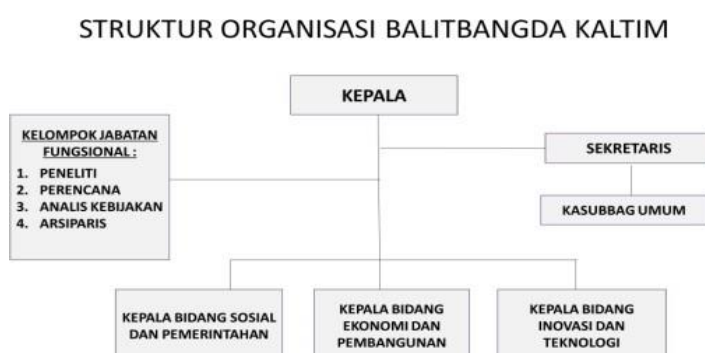 STRUKTUR ORGANISASI BALITBANGDA KALTIM
KEPALA
KELOMPOK JABATAN
FUNGSIONAL :
1. PENELITI
2. PERENCANA
3. ANALIS KEBIJAKAN
4. ARSIPARIS
SEKRETARIS
KASUBBAG UMUM
KEPALA BIDANG SOSIAL
DAN PEMERINTAHAN
KEPALA BIDANG
EKONOMI DAN
PEMBANGUNAN
KEPALA BIDANG
INOVASI DAN
TEKNOLOGI